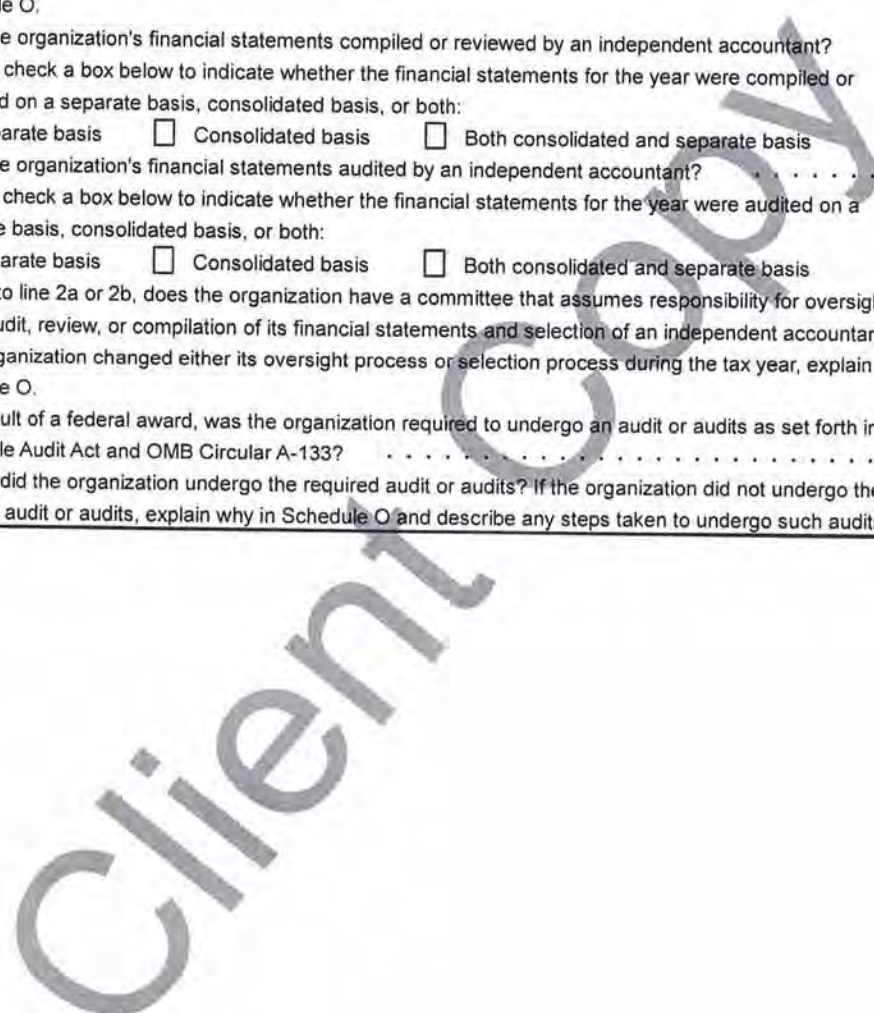 le O.
e organization's financial statements compiled or reviewed by an independent accountant?
check a box below to indicate whether the financial statements for the year were compiled or
d on a separate basis, consolidated basis, or both:
arate basis ☐ Consolidated basis ☐ Both consolidated and separate basis
e organization's financial statements audited by an independent accountant? . . . . . . .
check a box below to indicate whether the financial statements for the year were audited on a
e basis, consolidated basis, or both:
arate basis ☐ Consolidated basis ☐ Both consolidated and separate basis
to line 2a or 2b, does the organization have a committee that assumes responsibility for oversigh
udit, review, or compilation of its financial statements and selection of an independent accountan
ganization changed either its oversight process or selection process during the tax year, explain
e O.
ult of a federal award, was the organization required to undergo an audit or audits as set forth in
le Audit Act and OMB Circular A-133? . . . . . . . . . . . . . . . . . . . . . . . . .
did the organization undergo the required audit or audits? If the organization did not undergo the
audit or audits, explain why in Schedule O and describe any steps taken to undergo such audit
Client Copy